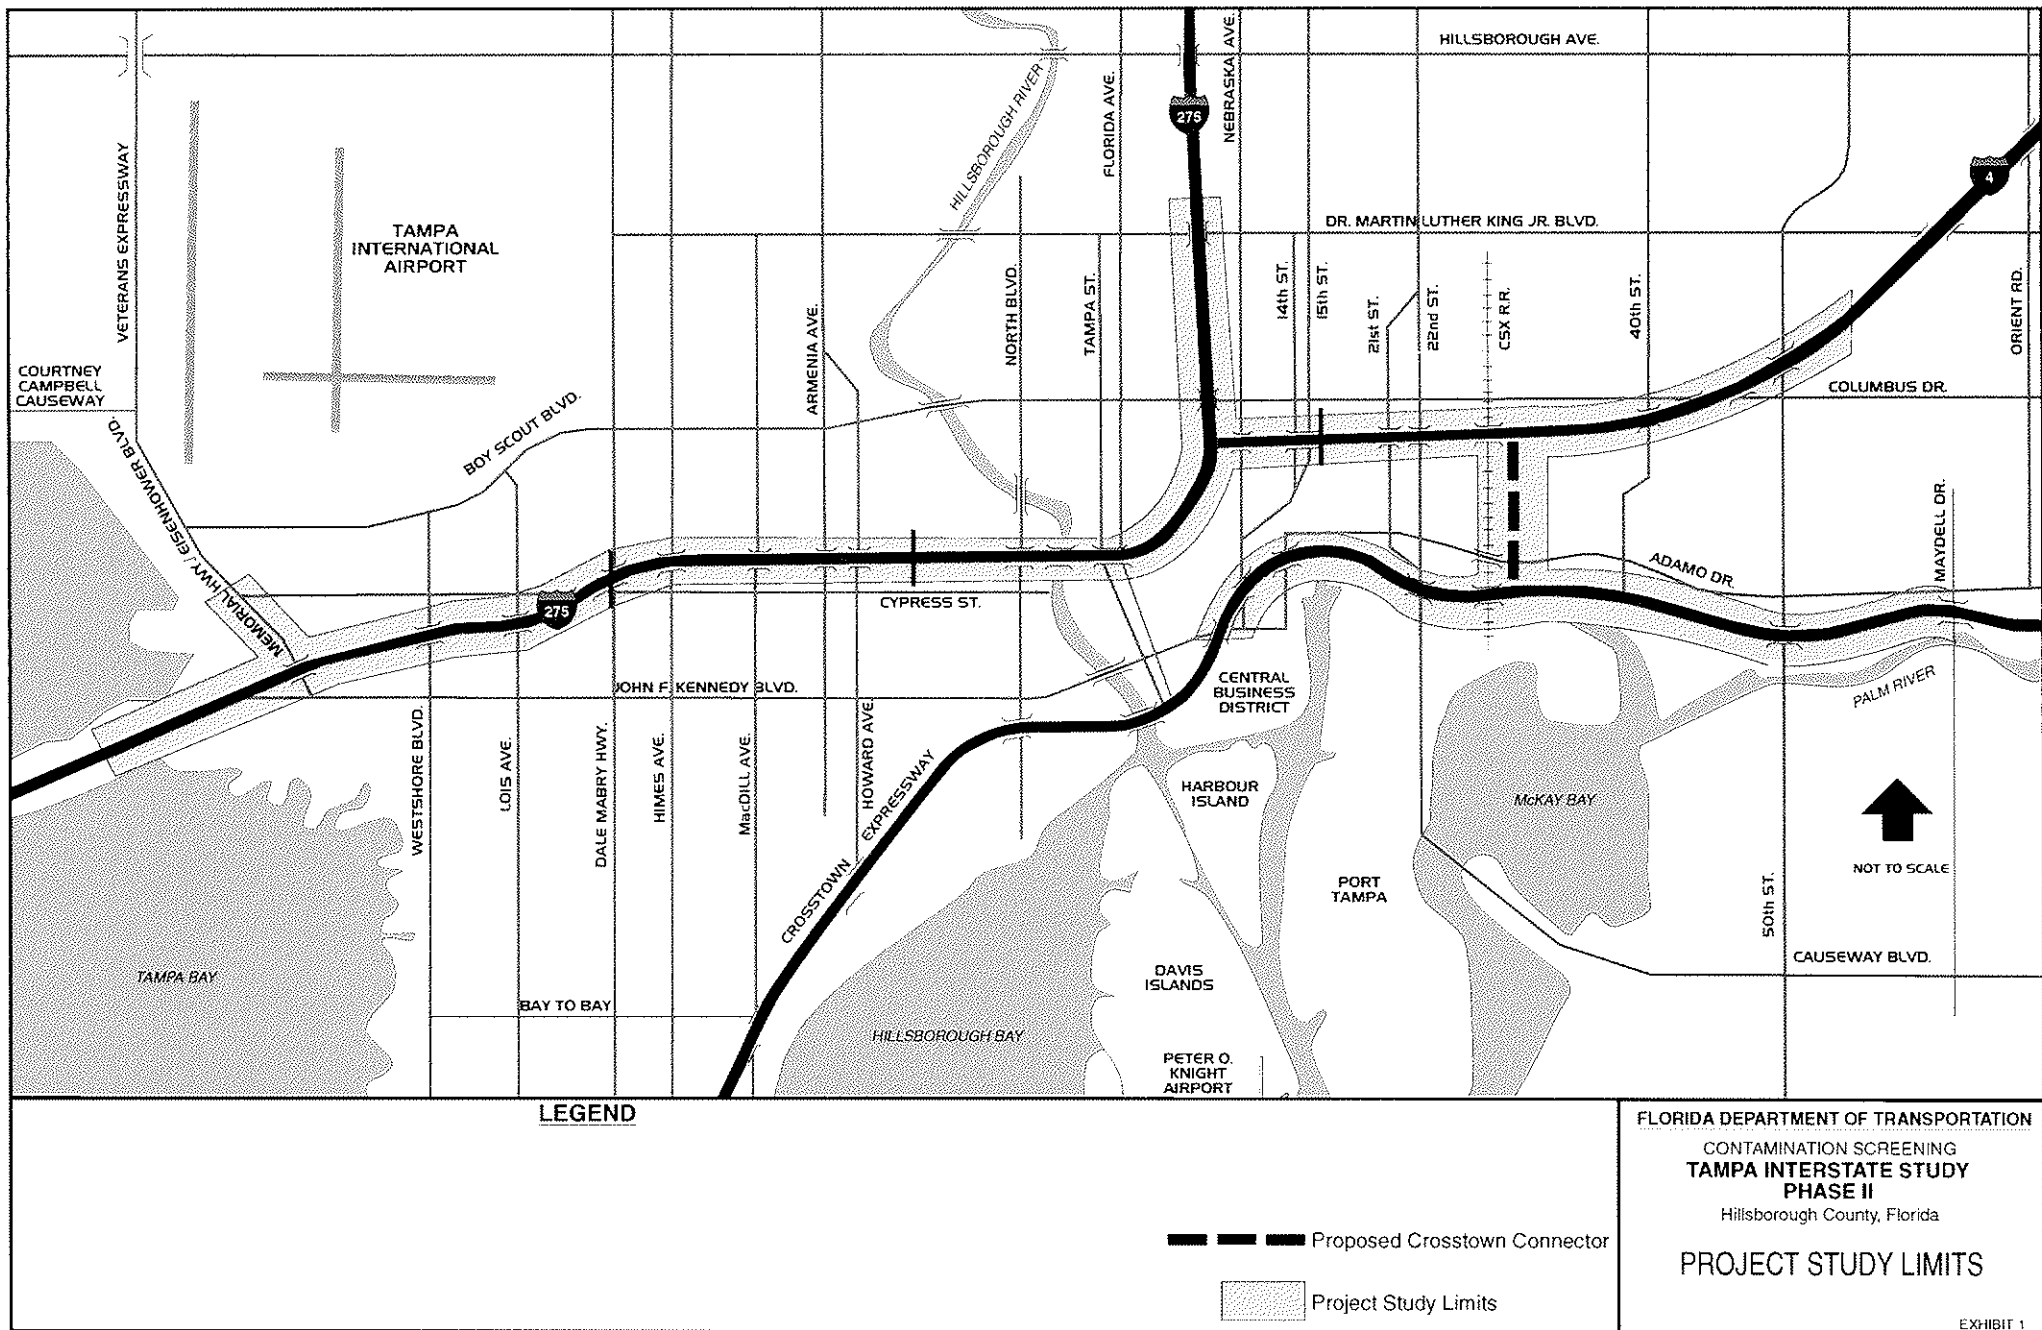 HILLSBOROUGH AVE.
NEBRASKA AVE.
FLORIDA AVE.
HILLSBOROUGH RIVER
275
VETERANS EXPRESSWAY
4
TAMPA
INTERNATIONAL
AIRPORT
DR. MARTIN LUTHER KING JR. BLVD.
ARMENIA AVE.
NORTH BLVD.
TAMPA ST.
14th ST.
15th ST.
21st ST.
22nd ST.
CSX R.R.
40th ST.
ORIENT RD.
COURTNEY
CAMPBELL
CAUSEWAY
COLUMBUS DR.
BOY SCOUT BLVD.
MEMORIAL HWY / EISENHOWER BLVD.
MAYDELL DR.
ADAMO DR.
275
CYPRESS ST.
JOHN F. KENNEDY BLVD.
CENTRAL
BUSINESS
DISTRICT
PALM RIVER
WESTSHORE BLVD.
LOIS AVE.
DALE MABRY HWY.
HIMES AVE.
MacDILL AVE.
HOWARD AVE.
CROSSTOWN EXPRESSWAY
HARBOUR
ISLAND
McKAY BAY
NOT TO SCALE
PORT
TAMPA
50th ST.
CAUSEWAY BLVD.
TAMPA BAY
DAVIS
ISLANDS
BAY TO BAY
HILLSBOROUGH BAY
PETER O.
KNIGHT
AIRPORT
LEGEND
Proposed Crosstown Connector
Project Study Limits
FLORIDA DEPARTMENT OF TRANSPORTATION
CONTAMINATION SCREENING
TAMPA INTERSTATE STUDY
PHASE II
Hillsborough County, Florida
PROJECT STUDY LIMITS
EXHIBIT 1